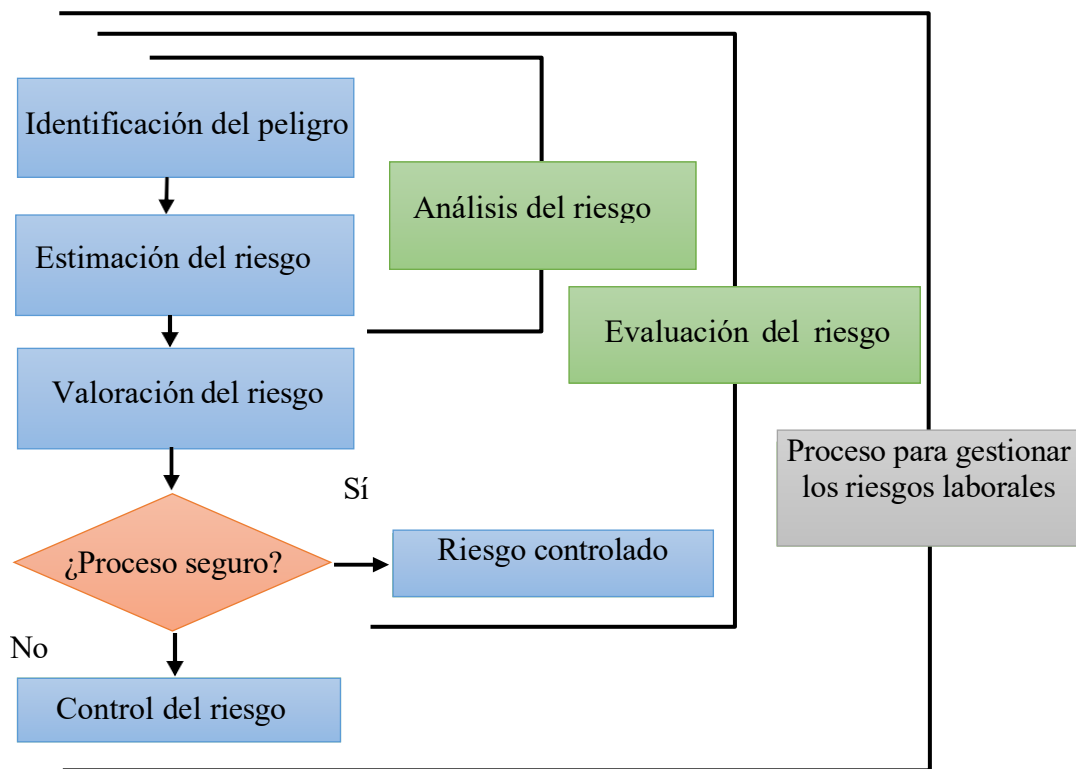 Identificación del peligro
Análisis del riesgo
Estimación del riesgo
Evaluación del riesgo
Valoración del riesgo
Proceso para gestionar
los riesgos laborales
Sí
¿Proceso seguro?
Riesgo controlado
No
Control del riesgo